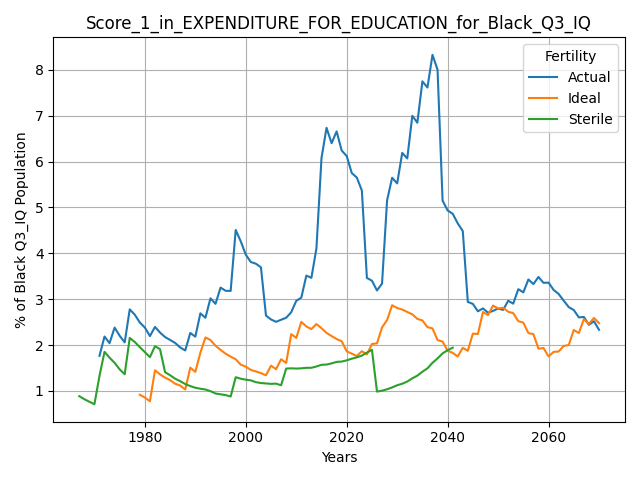 Score_1_in_EXPENDITURE_FOR_EDUCATION_for_Black_Q3_IQ
% of Black Q3_IQ Population
8
7
6
5
4
3
2
1
Fertility
Actual
Ideal
Sterile
1980
2000
2020
2040
2060
Years